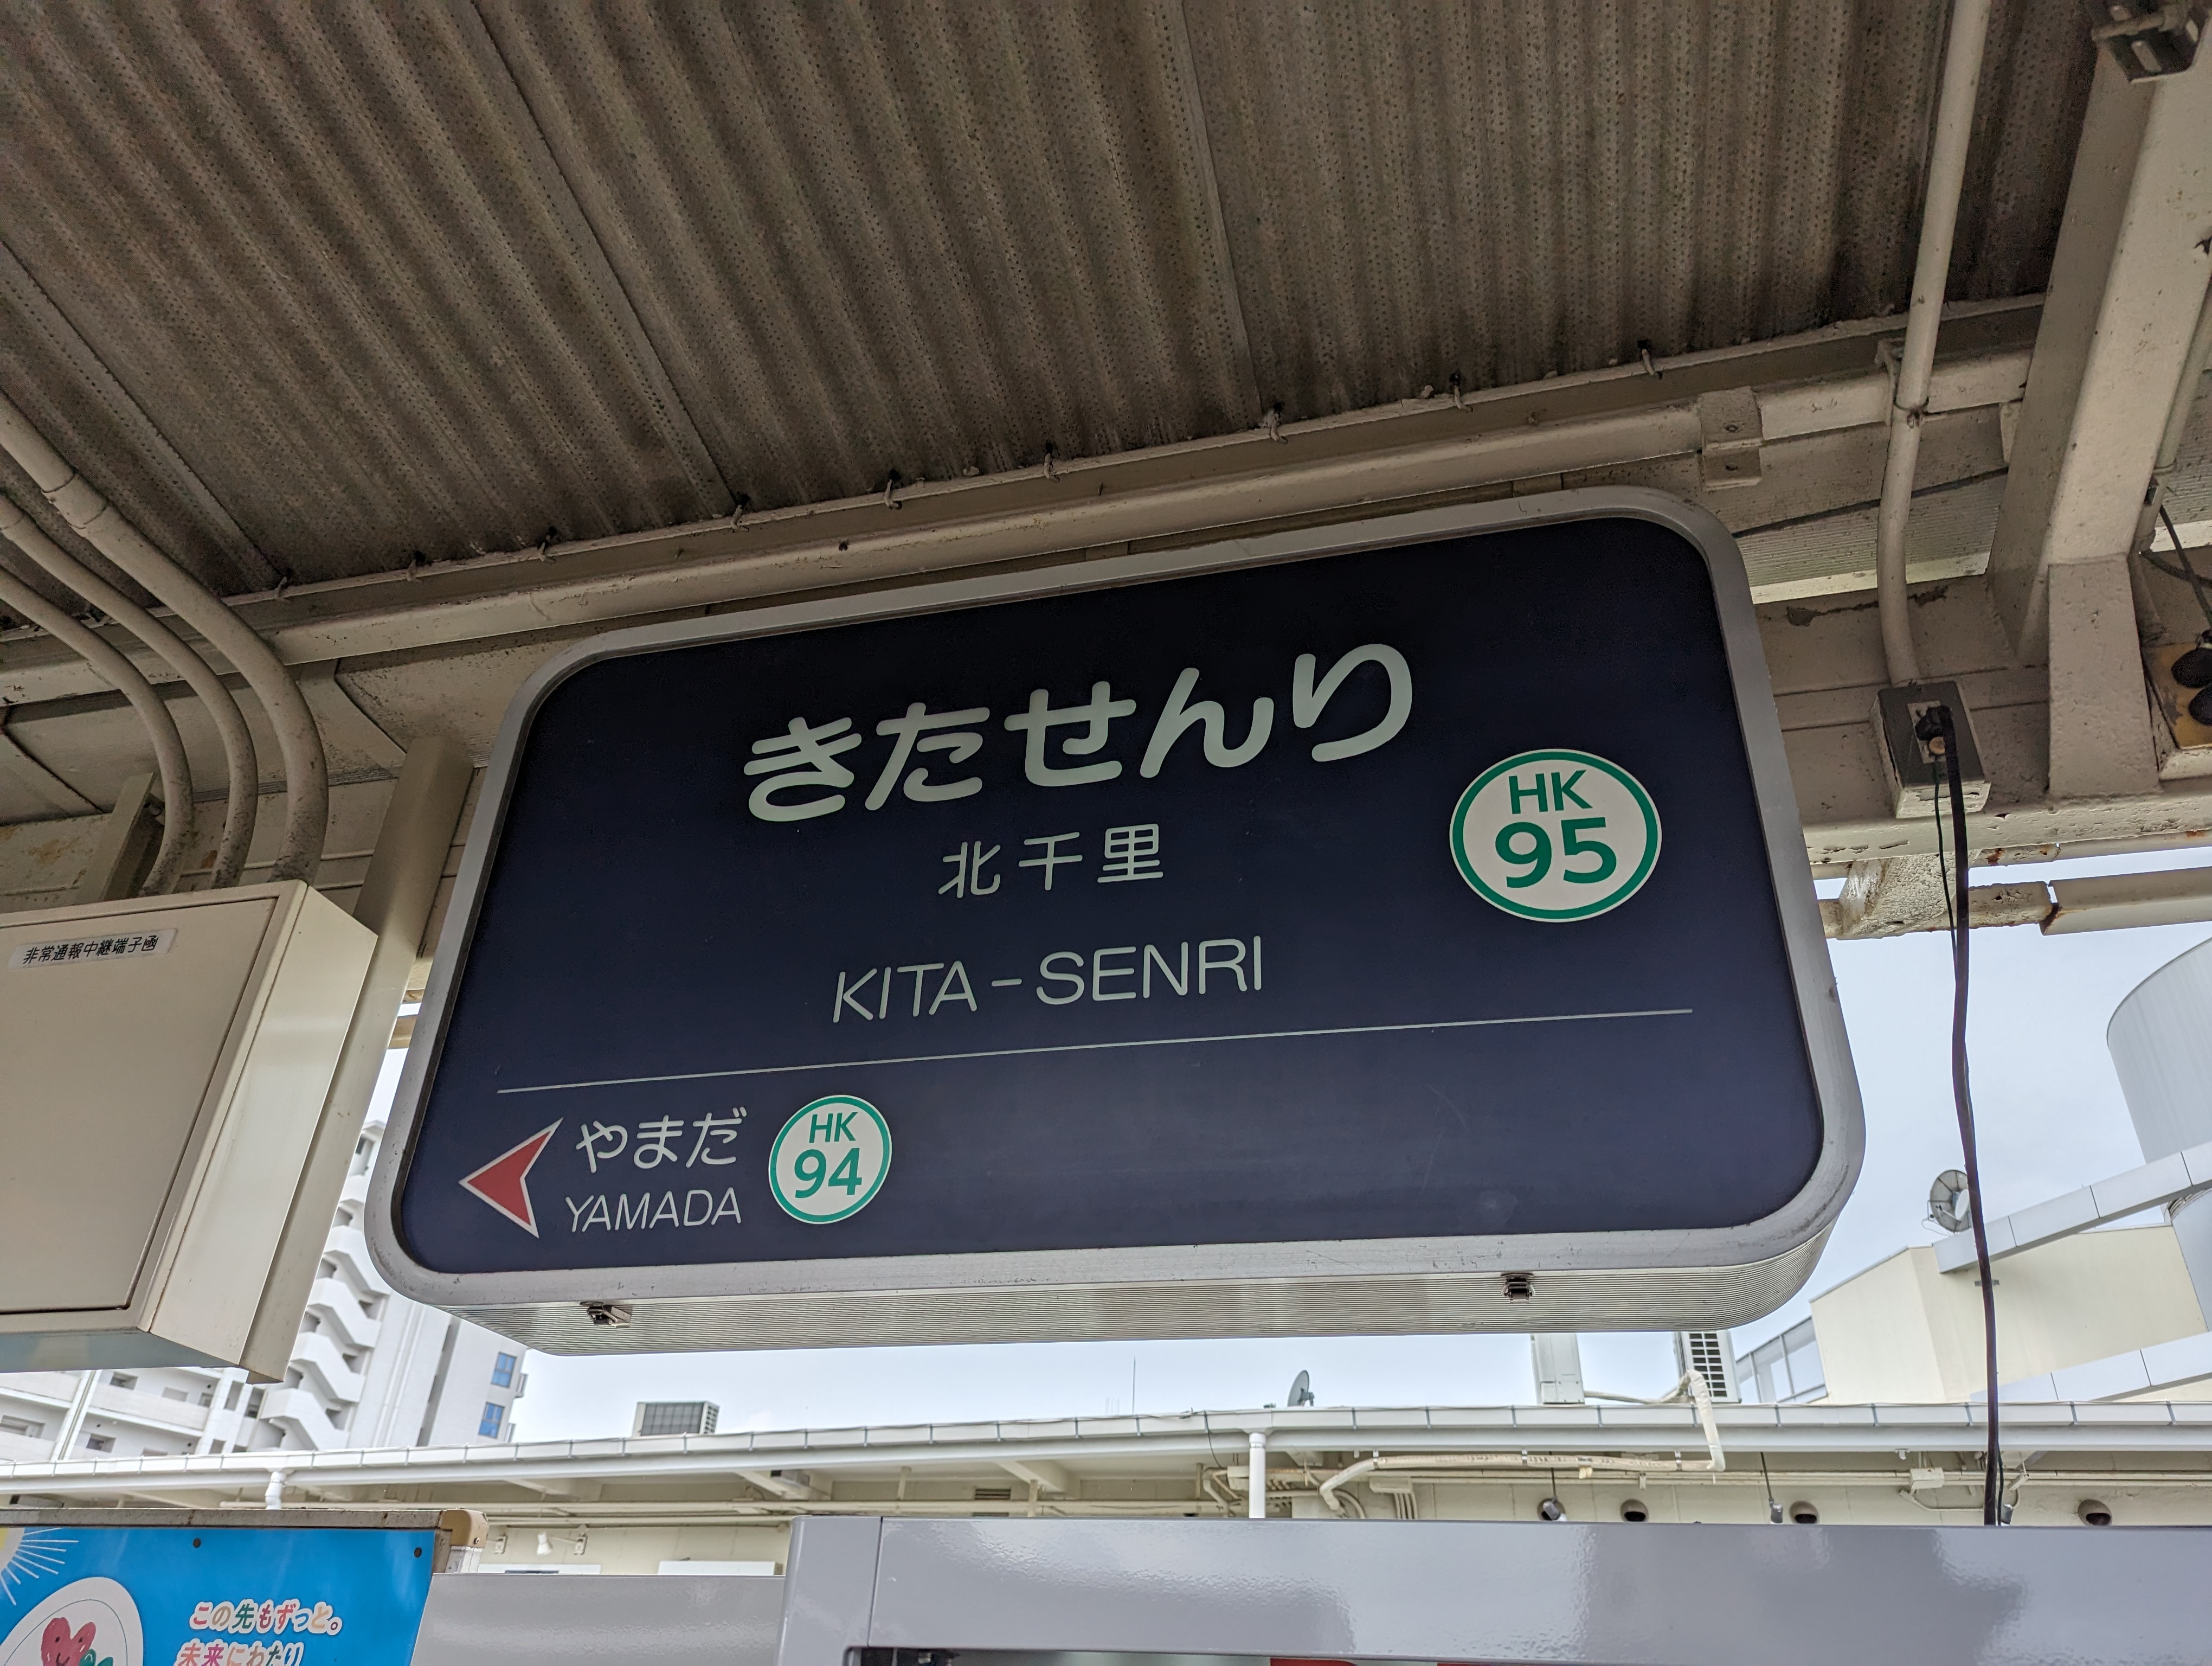 きたせんり
北千里
KITA-SENRI
HK
95
やまだ
YAMADA
HK
94
非常通報中継端子函
この先もずっと。
未来にわたり